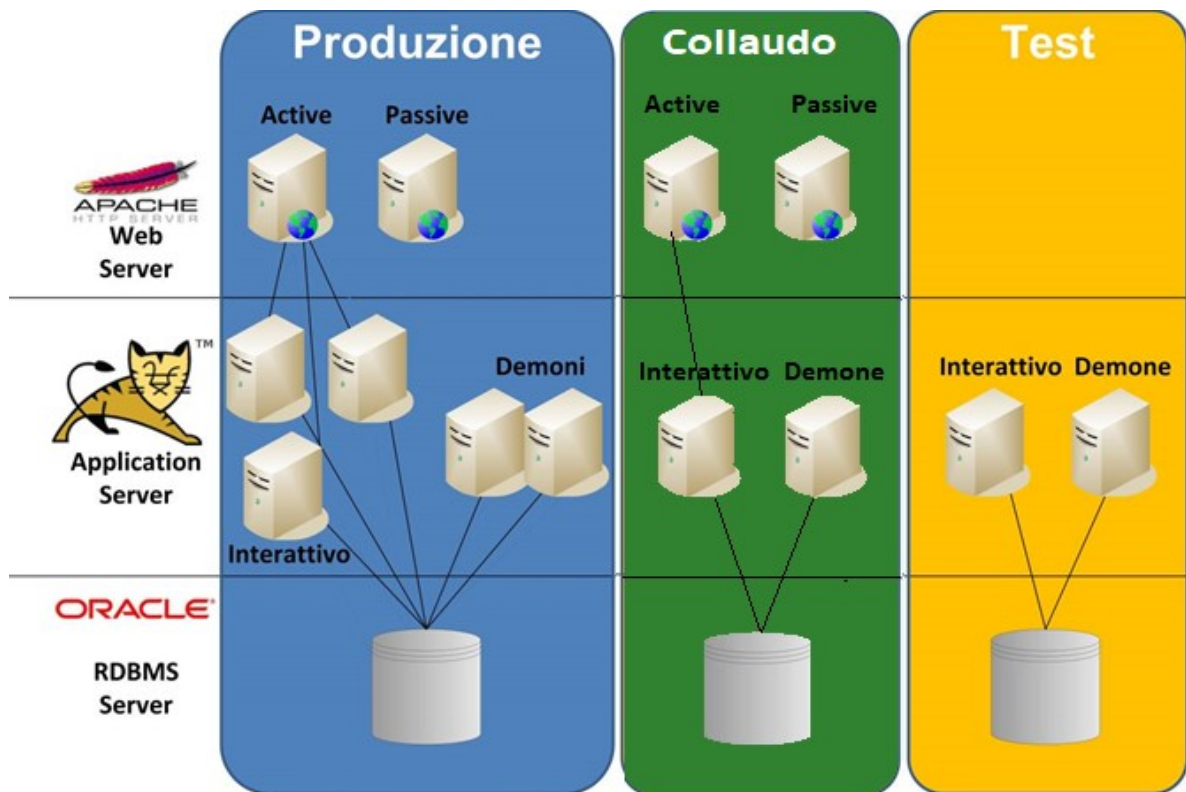 Produzione
Collaudo
Test
Active
Passive
Active
Passive
APACHE
HTTP SERVER
Web
Server
TM
Application
Server
Demoni
Interattivo
Interattivo
Demone
Interattivo
Demone
ORACLE
RDBMS
Server